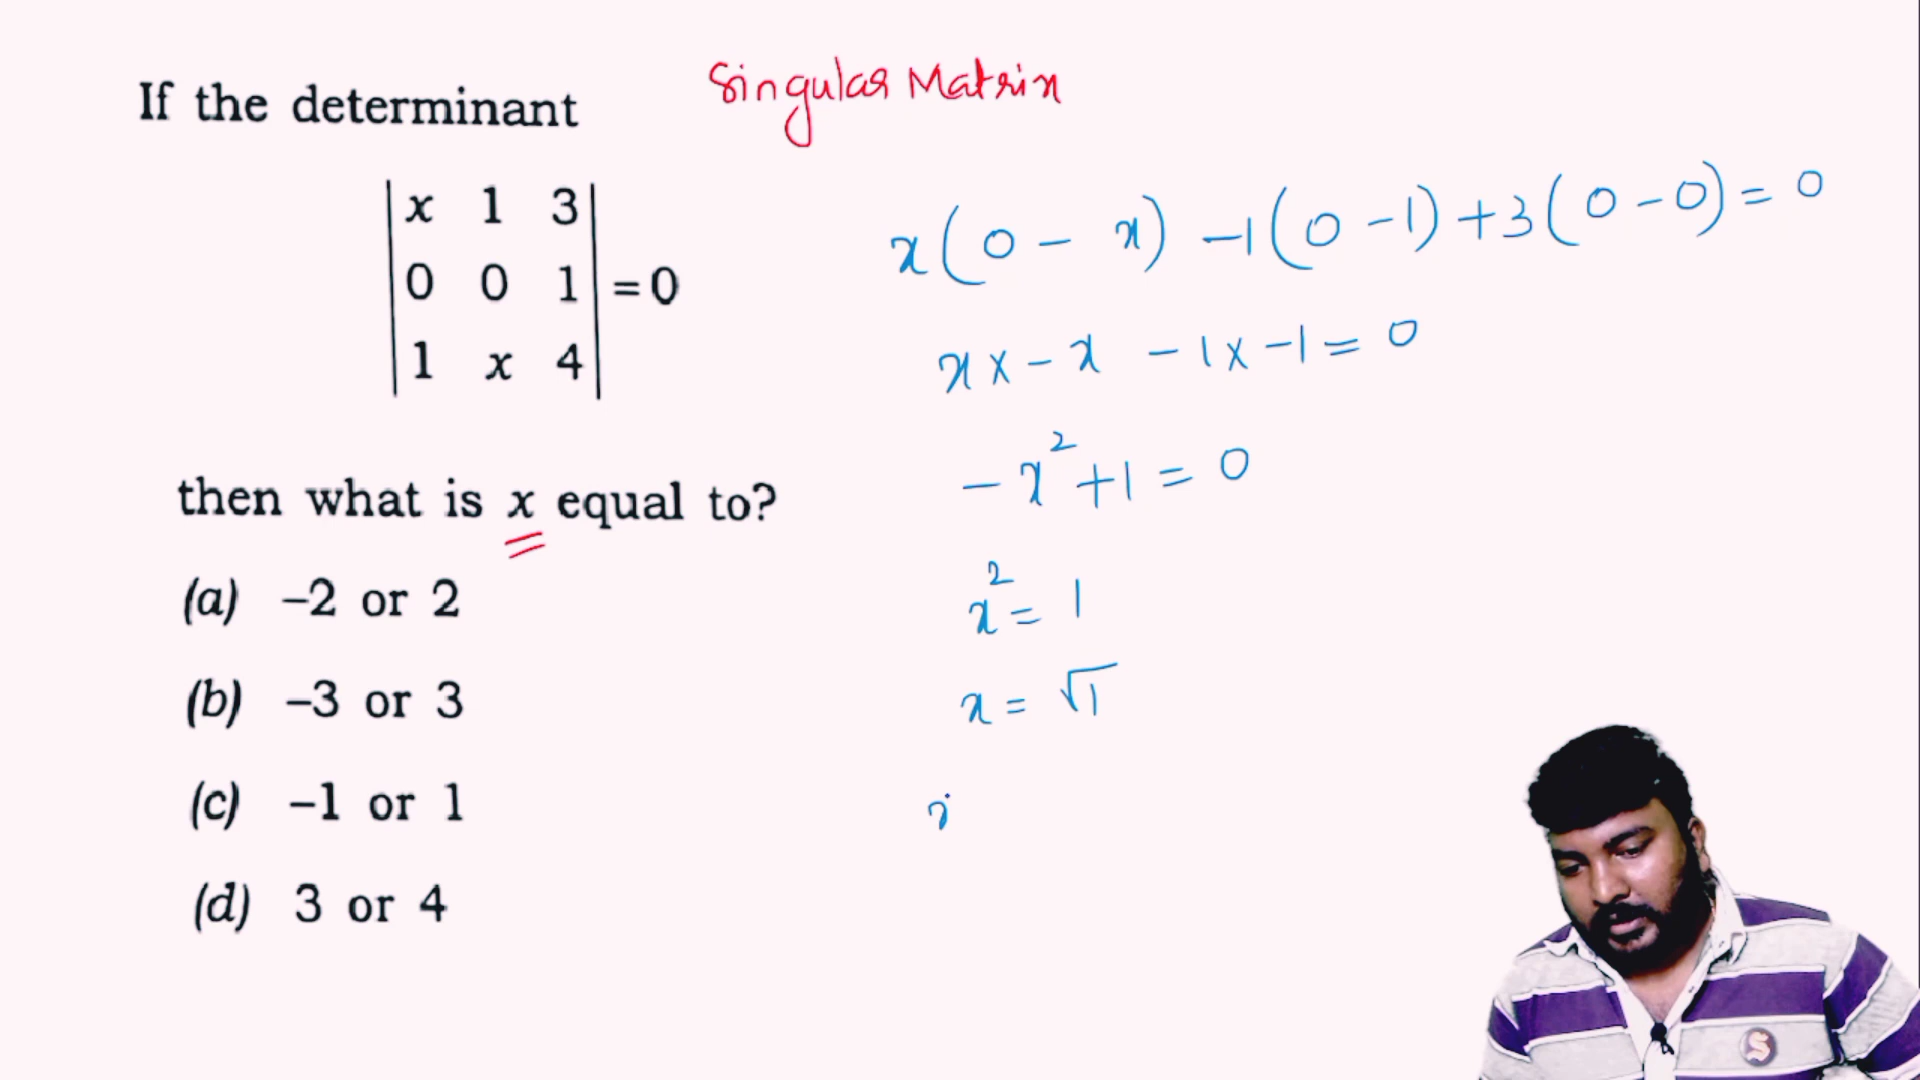 If the determinant
Singular Matrix
x 1 3
0 0 1 = 0
1 x 4
x(0 - x) -1(0 -1) +3(0 -0) = 0
x x - x - 1 x -1 = 0
-x² +1 = 0
x² = 1
x = √1
x
then what is x equal to?
(a) -2 or 2
(b) -3 or 3
(c) -1 or 1
(d) 3 or 4
S